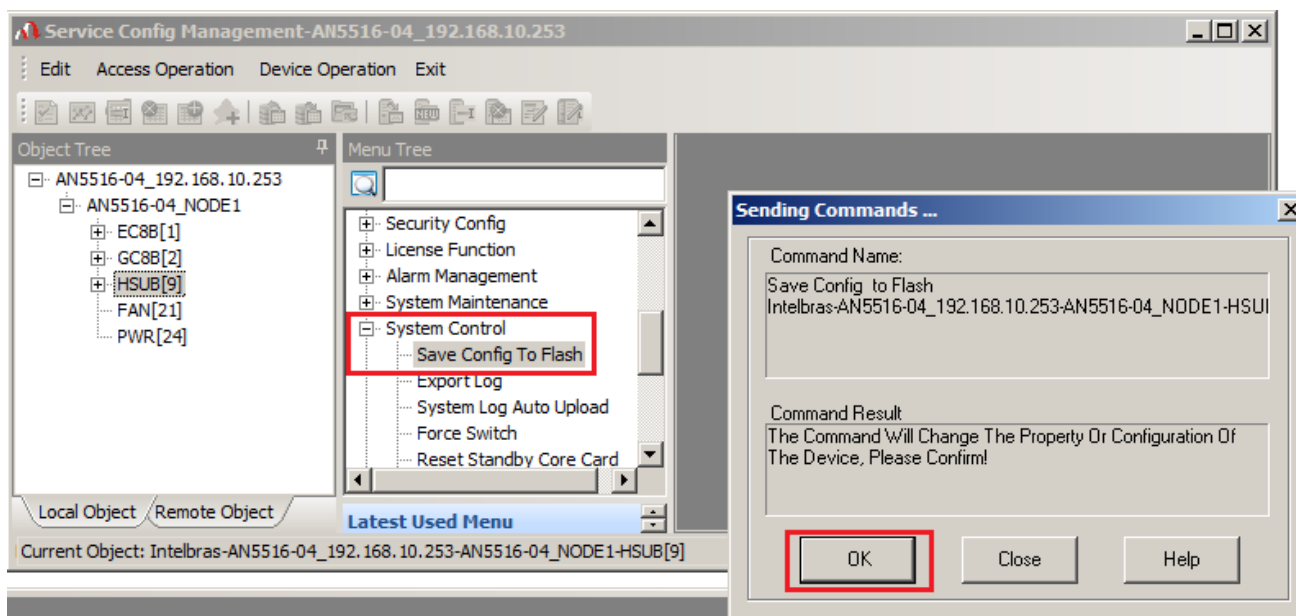 Service Config Management-AN5516-04_192.168.10.253
Edit Access Operation Device Operation Exit
Object Tree
AN5516-04_192.168.10.253
AN5516-04_NODE1
EC8B[1]
GC8B[2]
HSUB[9]
FAN[21]
PWR[24]
Local Object Remote Object
Menu Tree
Security Config
License Function
Alarm Management
System Maintenance
System Control
Save Config To Flash
Export Log
System Log Auto Upload
Force Switch
Reset Standby Core Card
Latest Used Menu
Current Object: Intelbras-AN5516-04_192.168.10.253-AN5516-04_NODE1-HSUB[9]
Sending Commands ...
Command Name:
Save Config to Flash
Intelbras-AN5516-04_192.168.10.253-AN5516-04_NODE1-HSUB
Command Result
The Command Will Change The Property Or Configuration Of
The Device, Please Confirm!
OK Close Help